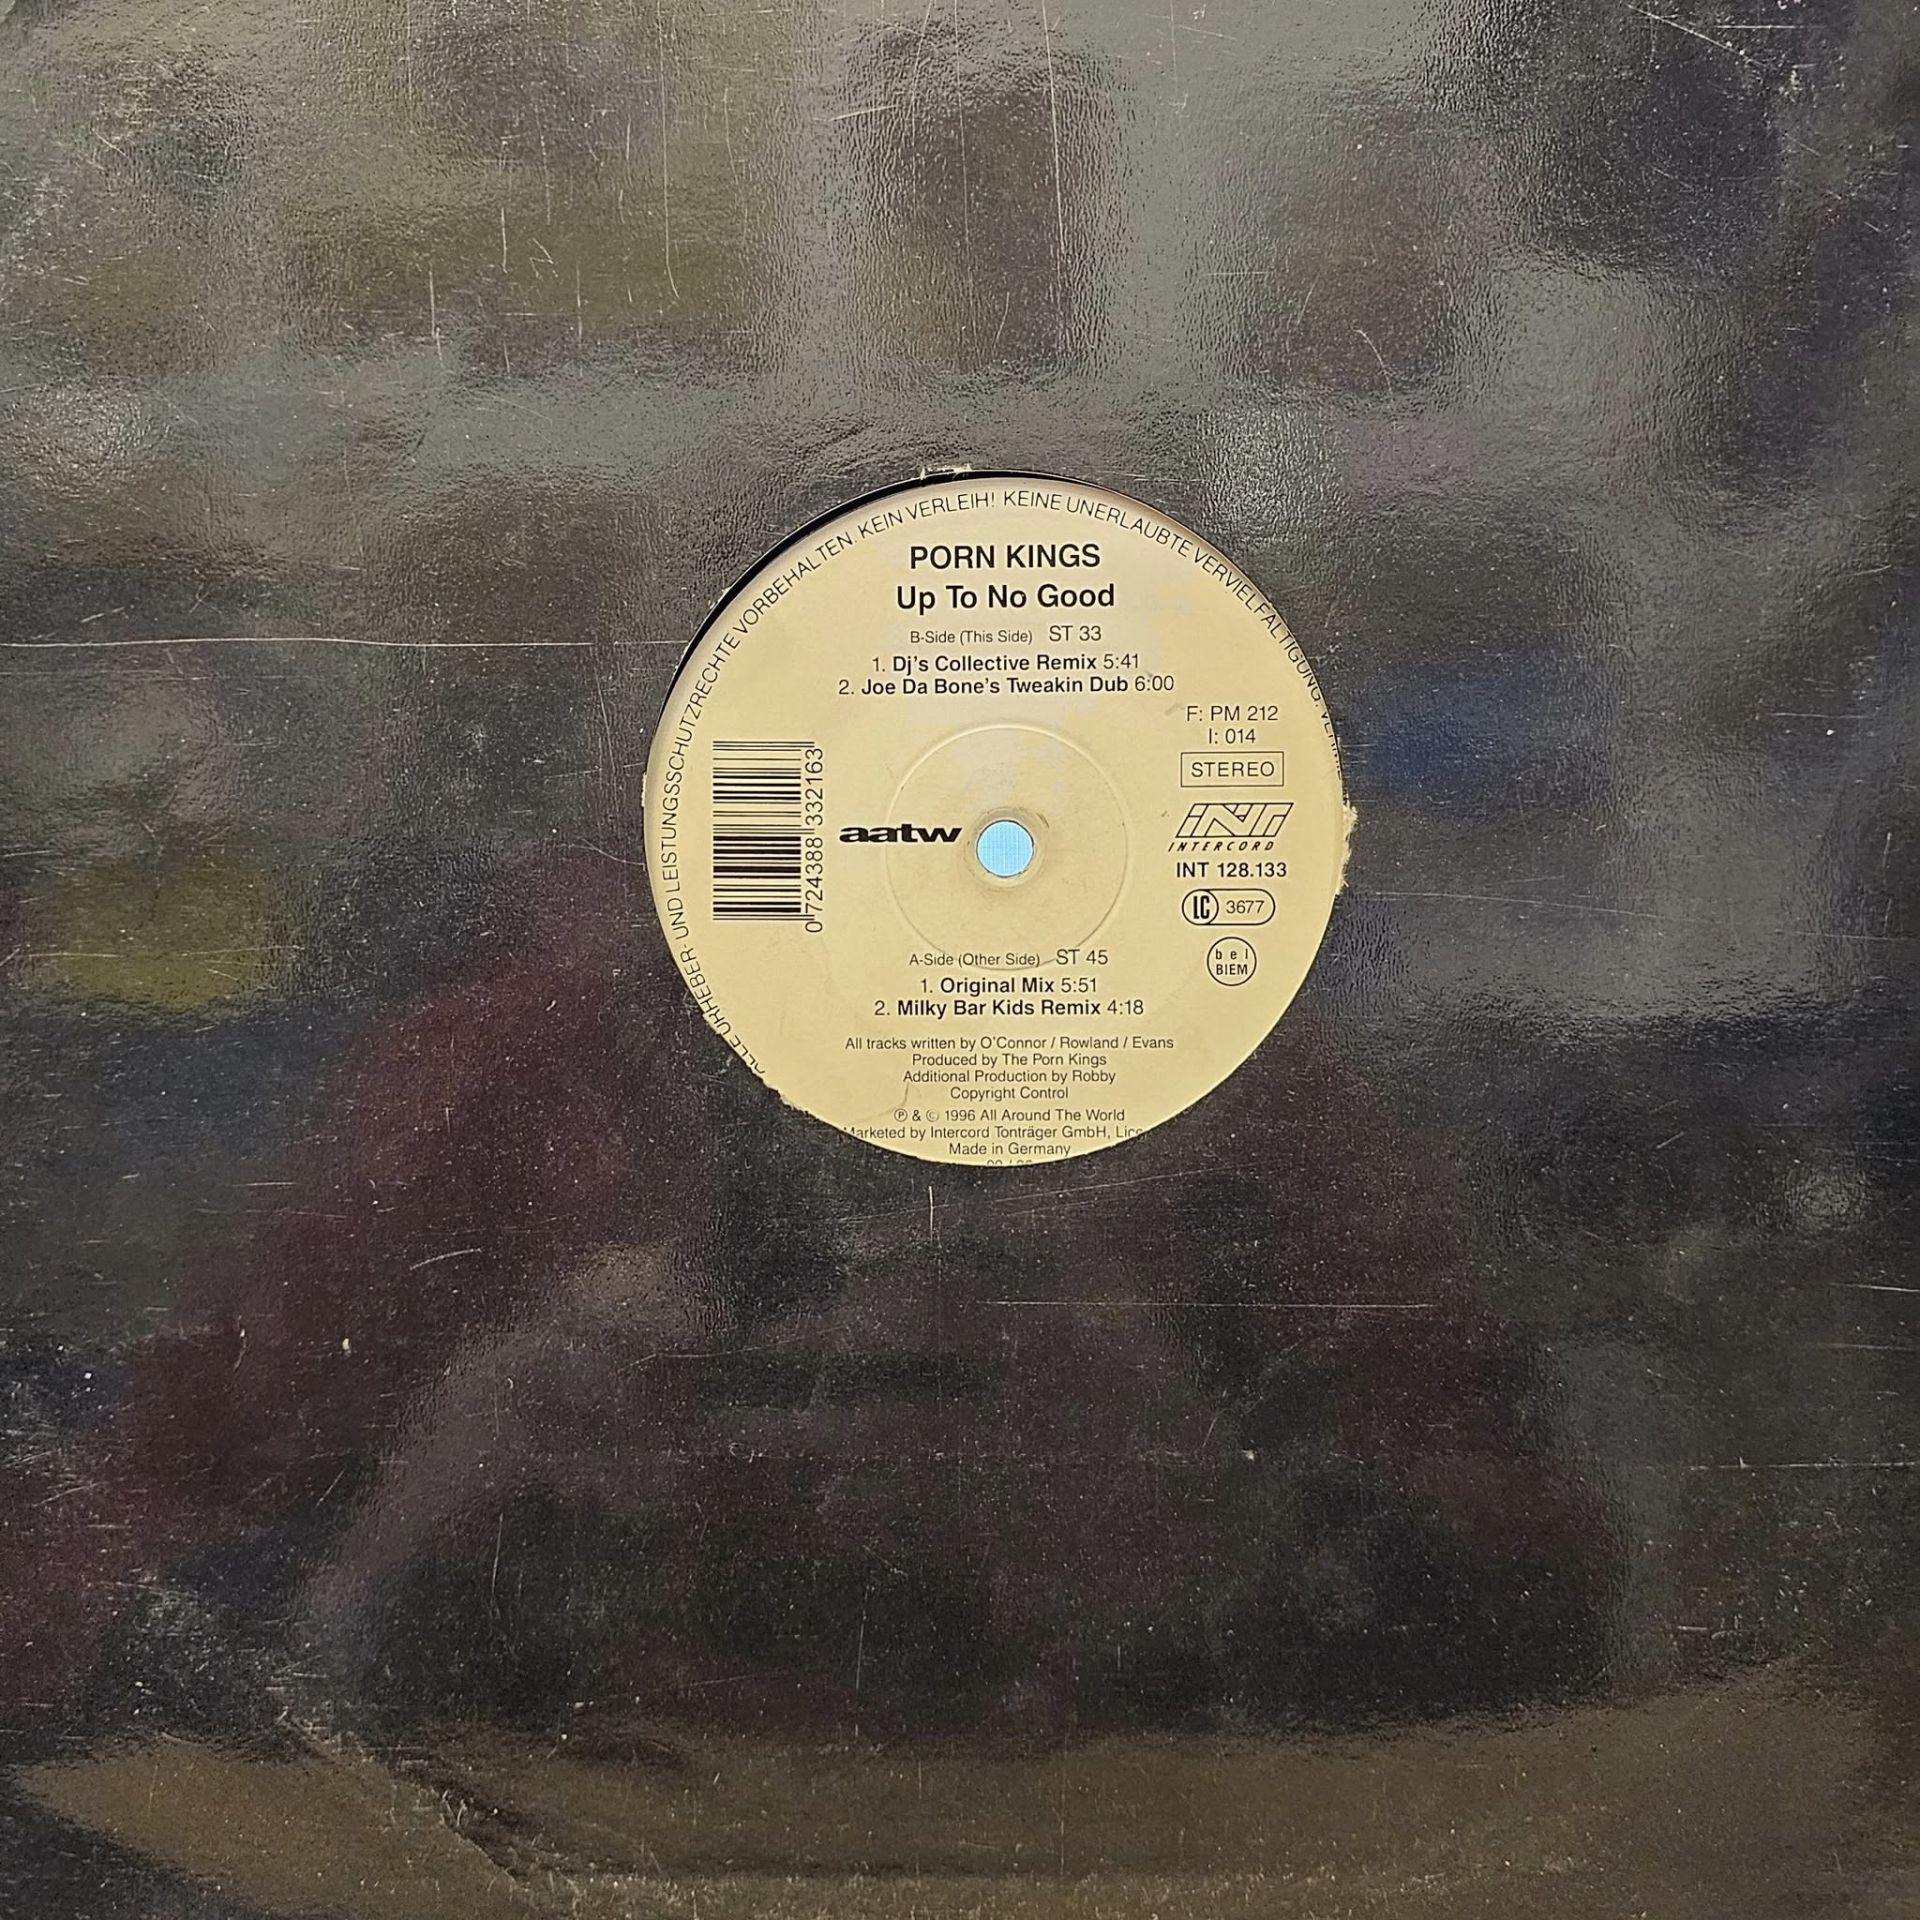 ALLE URHEBER- UND LEISTUNGSSCHUTZRECHTE VORBEHALTEN. KEIN VERLEIH! KEINE UNERLAUBTE VERVIELFÄLTIGUNG,
PORN KINGS
Up To No Good
B-Side (This Side) ST 33
1. Dj's Collective Remix 5:41
2. Joe Da Bone's Tweakin Dub 6:00
F: PM 212
I: 014
STEREO
0 724388 332163
aatw
INT
INTERCORD
INT 128.133
LC 3677
bel
BIEM
A-Side (Other Side) ST 45
1. Original Mix 5:51
2. Milky Bar Kids Remix 4:18
All tracks written by O'Connor / Rowland / Evans
Produced by The Porn Kings
Additional Production by Robby
Copyright Control
℗ & © 1996 All Around The World
Marketed by Intercord Tonträger GmbH,
Made in Germany